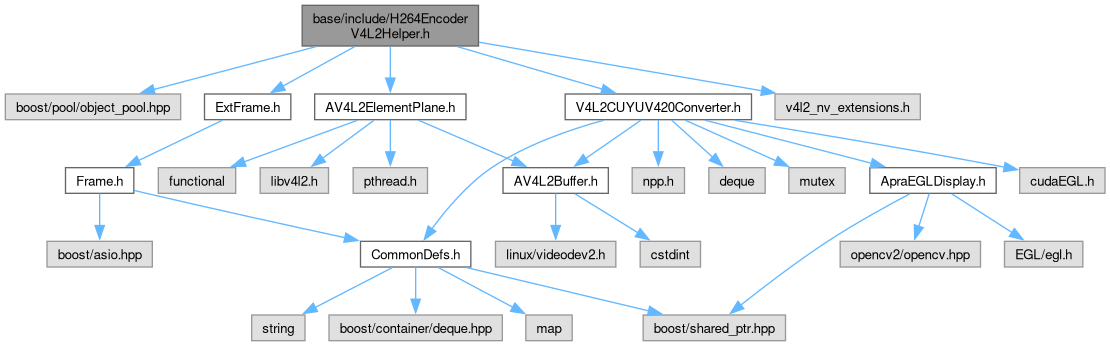 base/include/H264Encoder
V4L2Helper.h
boost/pool/object_pool.hpp
ExtFrame.h
AV4L2ElementPlane.h
V4L2CUYUV420Converter.h
v4l2_nv_extensions.h
Frame.h
functional
libv4l2.h
pthread.h
AV4L2Buffer.h
npp.h
deque
mutex
ApraEGLDisplay.h
cudaEGL.h
boost/asio.hpp
CommonDefs.h
linux/videodev2.h
cstdint
opencv2/opencv.hpp
EGL/egl.h
string
boost/container/deque.hpp
map
boost/shared_ptr.hpp